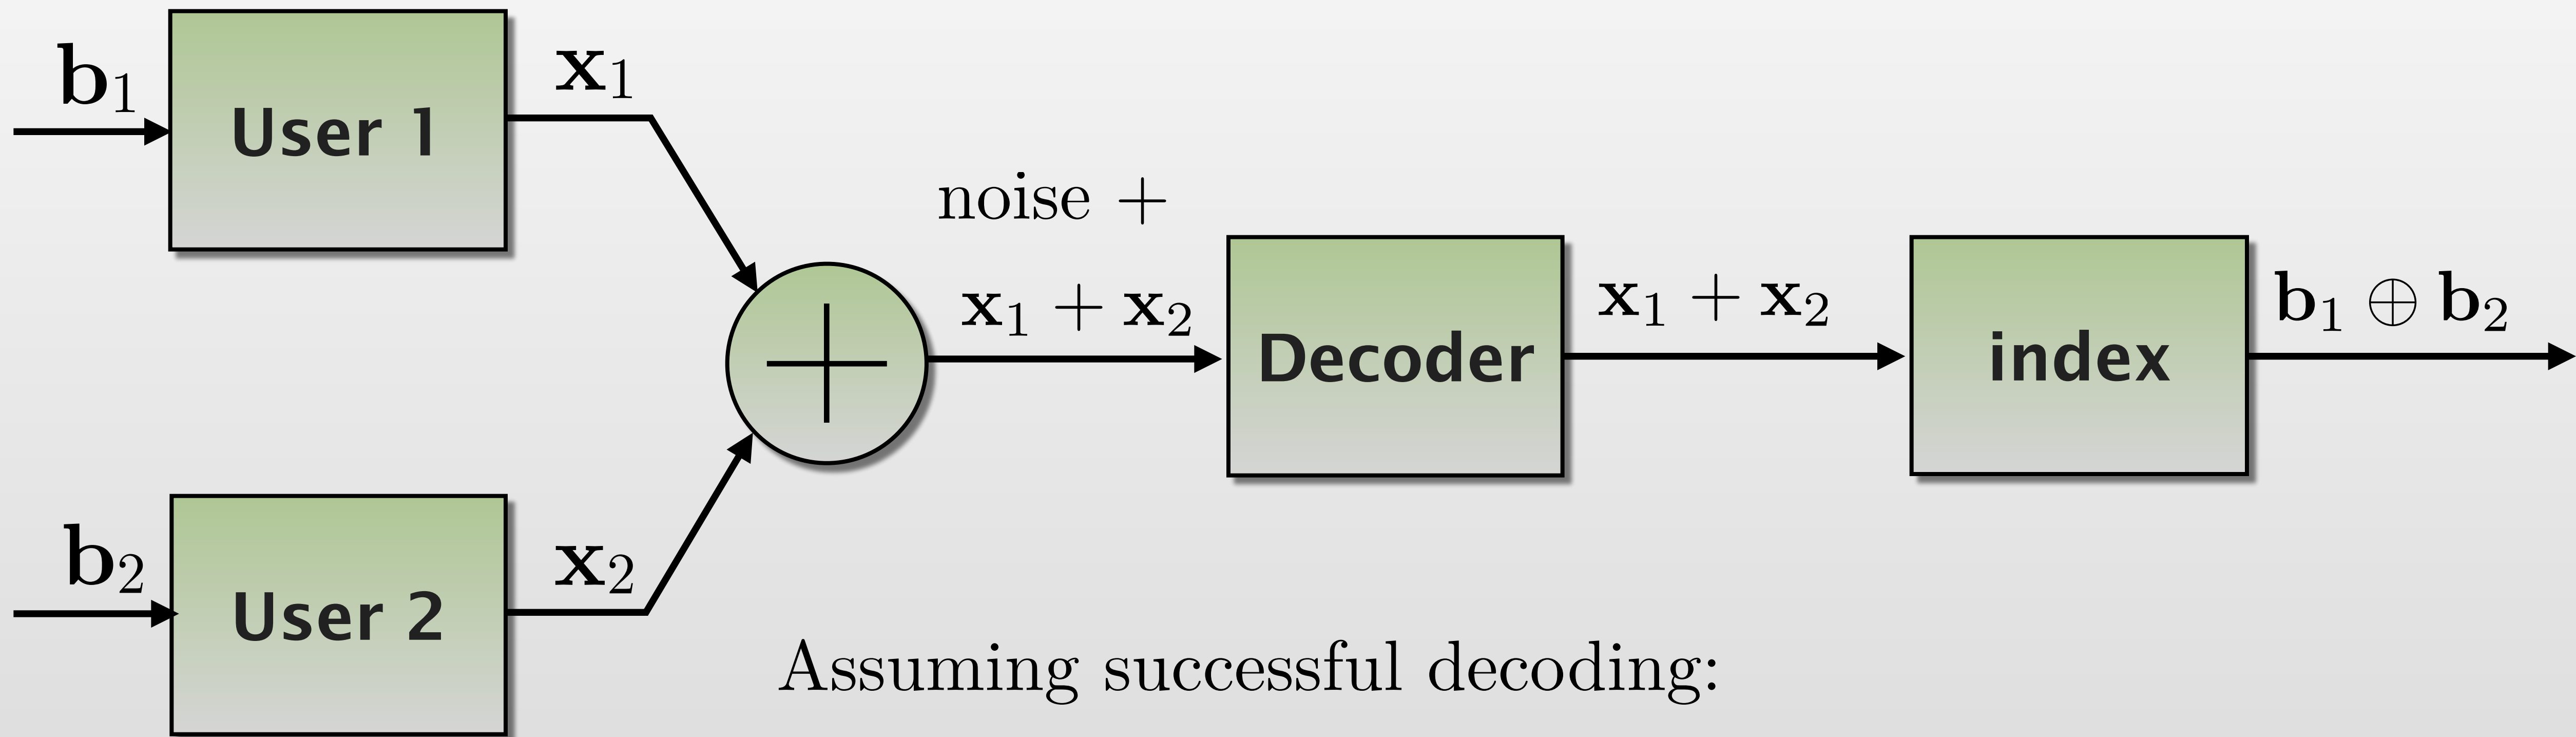 b₁
User 1
x₁
b₂
User 2
x₂
+
noise +
x₁ + x₂
Decoder
x₁ + x₂
index
b₁ ⊕ b₂
Assuming successful decoding: